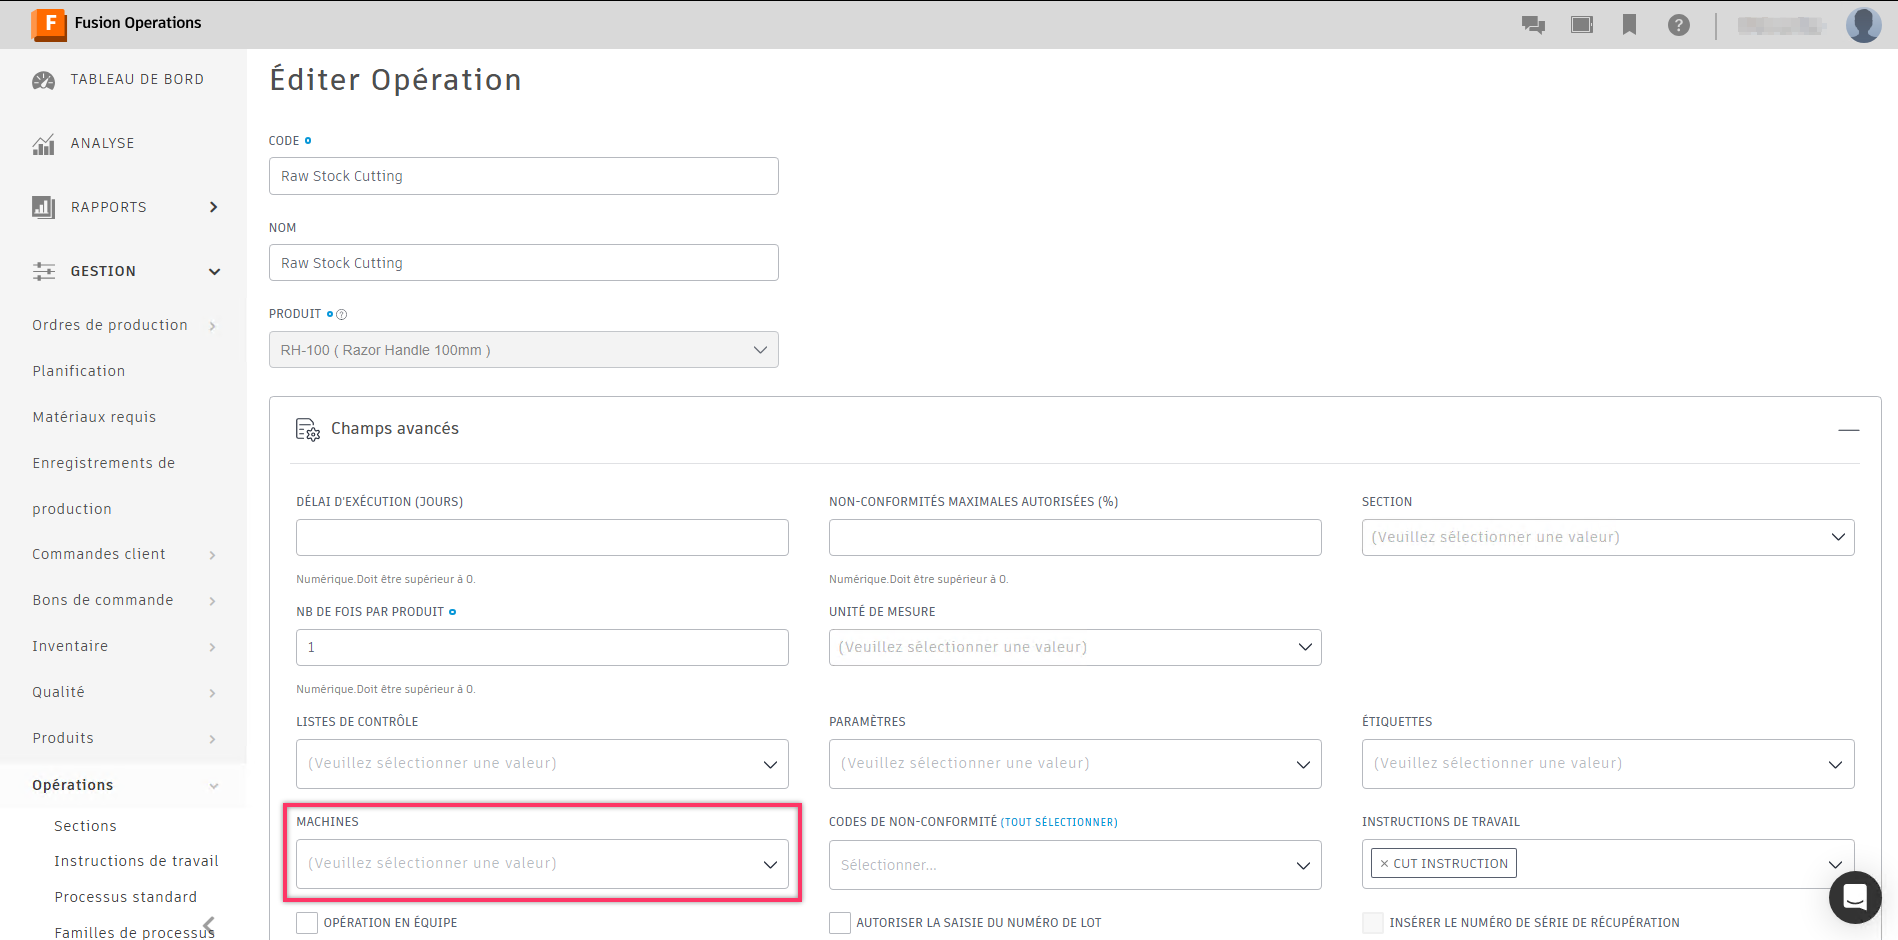 F Fusion Operations
?
TABLEAU DE BORD
ANALYSE
RAPPORTS
GESTION
Ordres de production
Planification
Matériaux requis
Enregistrements de
production
Commandes client
Bons de commande
Inventaire
Qualité
Produits
Opérations
Sections
Instructions de travail
Processus standard
Familles de processus
Éditer Opération
CODE
Raw Stock Cutting
NOM
Raw Stock Cutting
PRODUIT ?
RH-100 ( Razor Handle 100mm )
Champs avancés
DÉLAI D'EXÉCUTION (JOURS)
NON-CONFORMITÉS MAXIMALES AUTORISÉES (%)
SECTION
(Veuillez sélectionner une valeur)
Numérique.Doit être supérieur à 0.
Numérique.Doit être supérieur à 0.
NB DE FOIS PAR PRODUIT
UNITÉ DE MESURE
1
(Veuillez sélectionner une valeur)
Numérique.Doit être supérieur à 0.
LISTES DE CONTRÔLE
PARAMÈTRES
ÉTIQUETTES
(Veuillez sélectionner une valeur)
(Veuillez sélectionner une valeur)
(Veuillez sélectionner une valeur)
MACHINES
CODES DE NON-CONFORMITÉ (TOUT SÉLECTIONNER)
INSTRUCTIONS DE TRAVAIL
(Veuillez sélectionner une valeur)
Sélectionner...
× CUT INSTRUCTION
OPÉRATION EN ÉQUIPE
AUTORISER LA SAISIE DU NUMÉRO DE LOT
INSÉRER LE NUMÉRO DE SÉRIE DE RÉCUPÉRATION